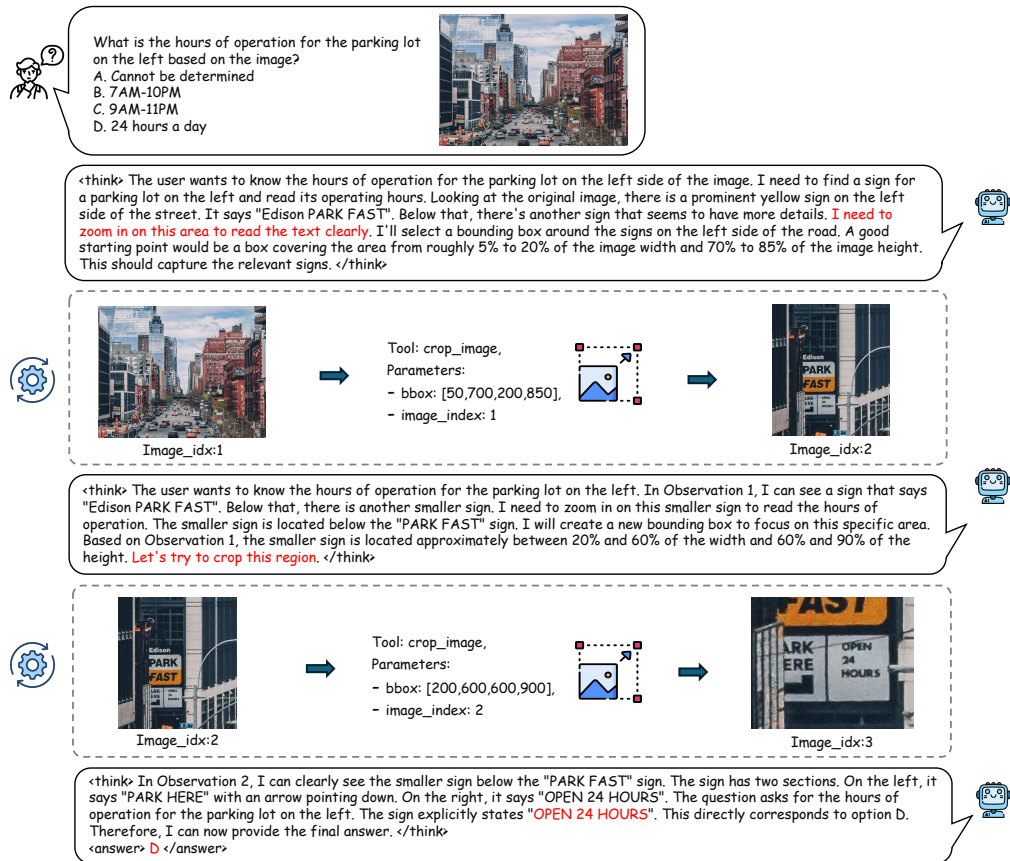 What is the hours of operation for the parking lot
on the left based on the image?
A. Cannot be determined
B. 7AM-10PM
C. 9AM-11PM
D. 24 hours a day
<think> The user wants to know the hours of operation for the parking lot on the left side of the image. I need to find a sign for
a parking lot on the left and read its operating hours. Looking at the original image, there is a prominent yellow sign on the left
side of the street. It says "Edison PARK FAST". Below that, there's another sign that seems to have more details. I need to
zoom in on this area to read the text clearly. I'll select a bounding box around the signs on the left side of the road. A good
starting point would be a box covering the area from roughly 5% to 20% of the image width and 70% to 85% of the image height.
This should capture the relevant signs. </think>
Tool: crop_image,
Parameters:
- bbox: [50,700,200,850],
- image_index: 1
Image_idx:1
Edison
PARK
FAST
ARK
ERE
Image_idx:2
<think> The user wants to know the hours of operation for the parking lot on the left. In Observation 1, I can see a sign that says
"Edison PARK FAST". Below that, there is another smaller sign. I need to zoom in on this smaller sign to read the hours of
operation. The smaller sign is located below the "PARK FAST" sign. I will create a new bounding box to focus on this specific area.
Based on Observation 1, the smaller sign is located approximately between 20% and 60% of the width and 60% and 90% of the
height. Let's try to crop this region. </think>
Edison
PARK
FAST
ARK
ERE
Image_idx:2
Tool: crop_image,
Parameters:
- bbox: [200,600,600,900],
- image_index: 2
FAST
ARK
ERE
OPEN
24
HOURS
Image_idx:3
<think> In Observation 2, I can clearly see the smaller sign below the "PARK FAST" sign. The sign has two sections. On the left, it
says "PARK HERE" with an arrow pointing down. On the right, it says "OPEN 24 HOURS". The question asks for the hours of
operation for the parking lot on the left. The sign explicitly states "OPEN 24 HOURS". This directly corresponds to option D.
Therefore, I can now provide the final answer. </think>
<answer> D </answer>